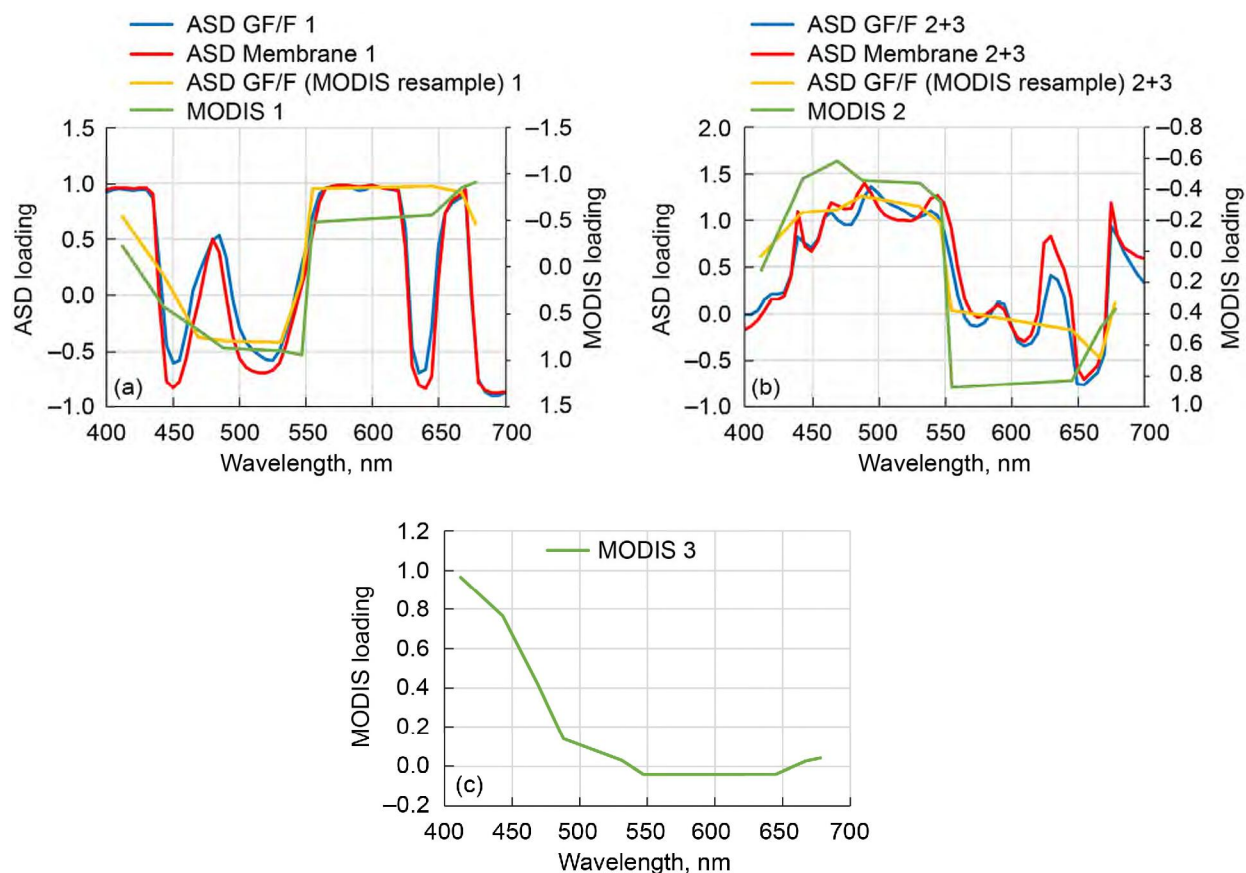 ASD GF/F 1
ASD Membrane 1
ASD GF/F (MODIS resample) 1
MODIS 1
1.5
1.0
0.5
0.0
–0.5
–1.0
ASD loading
–1.5
–1.0
–0.5
0.0
0.5
1.0
1.5
MODIS loading
(a)
400 450 500 550 600 650 700
Wavelength, nm
ASD GF/F 2+3
ASD Membrane 2+3
ASD GF/F (MODIS resample) 2+3
MODIS 2
2.0
1.5
1.0
0.5
0.0
–0.5
–1.0
ASD loading
–0.8
–0.6
–0.4
–0.2
0.0
0.2
0.4
0.6
0.8
1.0
MODIS loading
(b)
400 450 500 550 600 650 700
Wavelength, nm
MODIS 3
1.2
1.0
0.8
0.6
0.4
0.2
0.0
–0.2
MODIS loading
(c)
400 450 500 550 600 650 700
Wavelength, nm